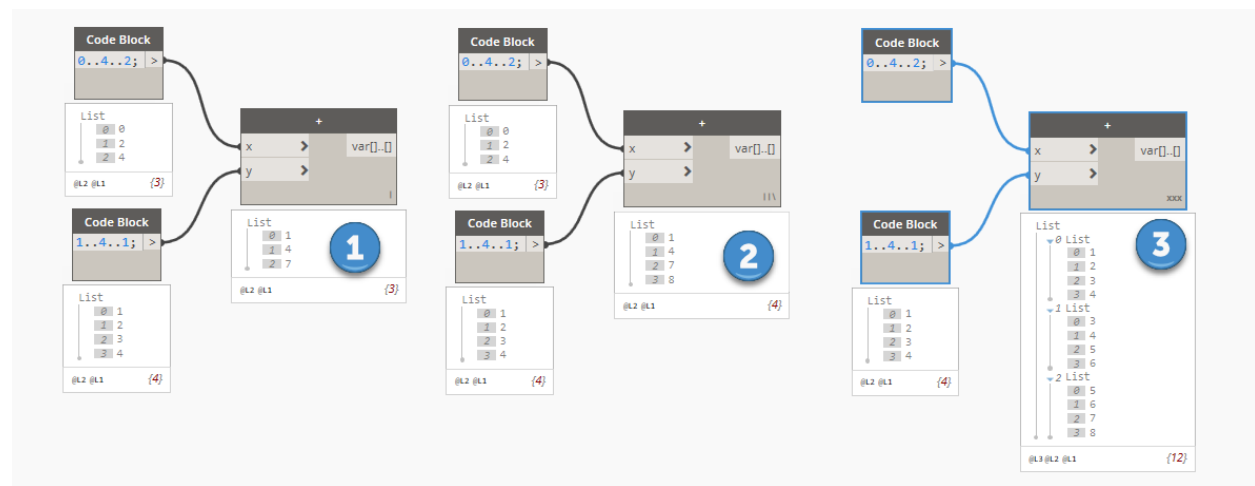 Code Block
0..4..2; >
List
0 0
1 2
2 4
@L2 @L1 {3}
Code Block
1..4..1; >
List
0 1
1 2
2 3
3 4
@L2 @L1 {4}
+
x > var[]..[]
y >
|
List
0 1
1 4
2 7
@L2 @L1 {3}
1
Code Block
0..4..2; >
List
0 0
1 2
2 4
@L2 @L1 {3}
Code Block
1..4..1; >
List
0 1
1 2
2 3
3 4
@L2 @L1 {4}
+
x > var[]..[]
y >
||\
List
0 1
1 4
2 7
3 8
@L2 @L1 {4}
2
Code Block
0..4..2; >
Code Block
1..4..1; >
List
0 1
1 2
2 3
3 4
@L2 @L1 {4}
+
x > var[]..[]
y >
xxx
List
0 List
0 1
1 2
2 3
3 4
1 List
0 3
1 4
2 5
3 6
2 List
0 5
1 6
2 7
3 8
@L3 @L2 @L1 {12}
3